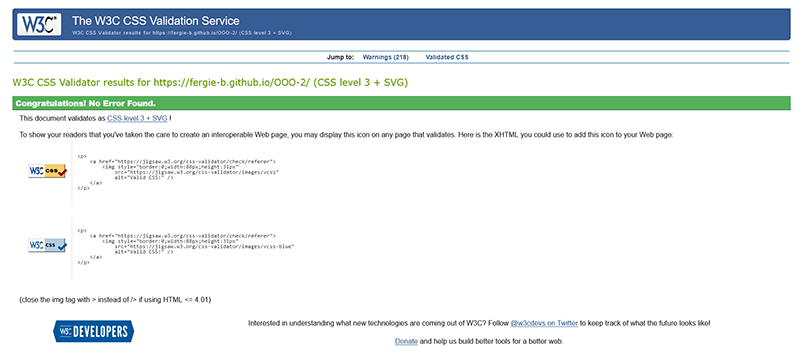 W3C® The W3C CSS Validation Service
W3C CSS Validator results for https://fergie-b.github.io/OOO-2/ (CSS level 3 + SVG)
Jump to: Warnings (218) Validated CSS
W3C CSS Validator results for https://fergie-b.github.io/OOO-2/ (CSS level 3 + SVG)
Congratulations! No Error Found.
This document validates as CSS level 3 + SVG !
To show your readers that you've taken the care to create an interoperable Web page, you may display this icon on any page that validates. Here is the XHTML you could use to add this icon to your Web page:
W3C css
<p>
<a href="https://jigsaw.w3.org/css-validator/check/referer">
<img style="border:0;width:88px;height:31px"
src="https://jigsaw.w3.org/css-validator/images/vcss"
alt="Valid CSS!" />
</a>
</p>
W3C css
<p>
<a href="https://jigsaw.w3.org/css-validator/check/referer">
<img style="border:0;width:88px;height:31px"
src="https://jigsaw.w3.org/css-validator/images/vcss-blue"
alt="Valid CSS!" />
</a>
</p>
(close the img tag with > instead of /> if using HTML <= 4.01)
W3C DEVELOPERS
Interested in understanding what new technologies are coming out of W3C? Follow @w3cdevs on Twitter to keep track of what the future looks like!
Donate and help us build better tools for a better web.